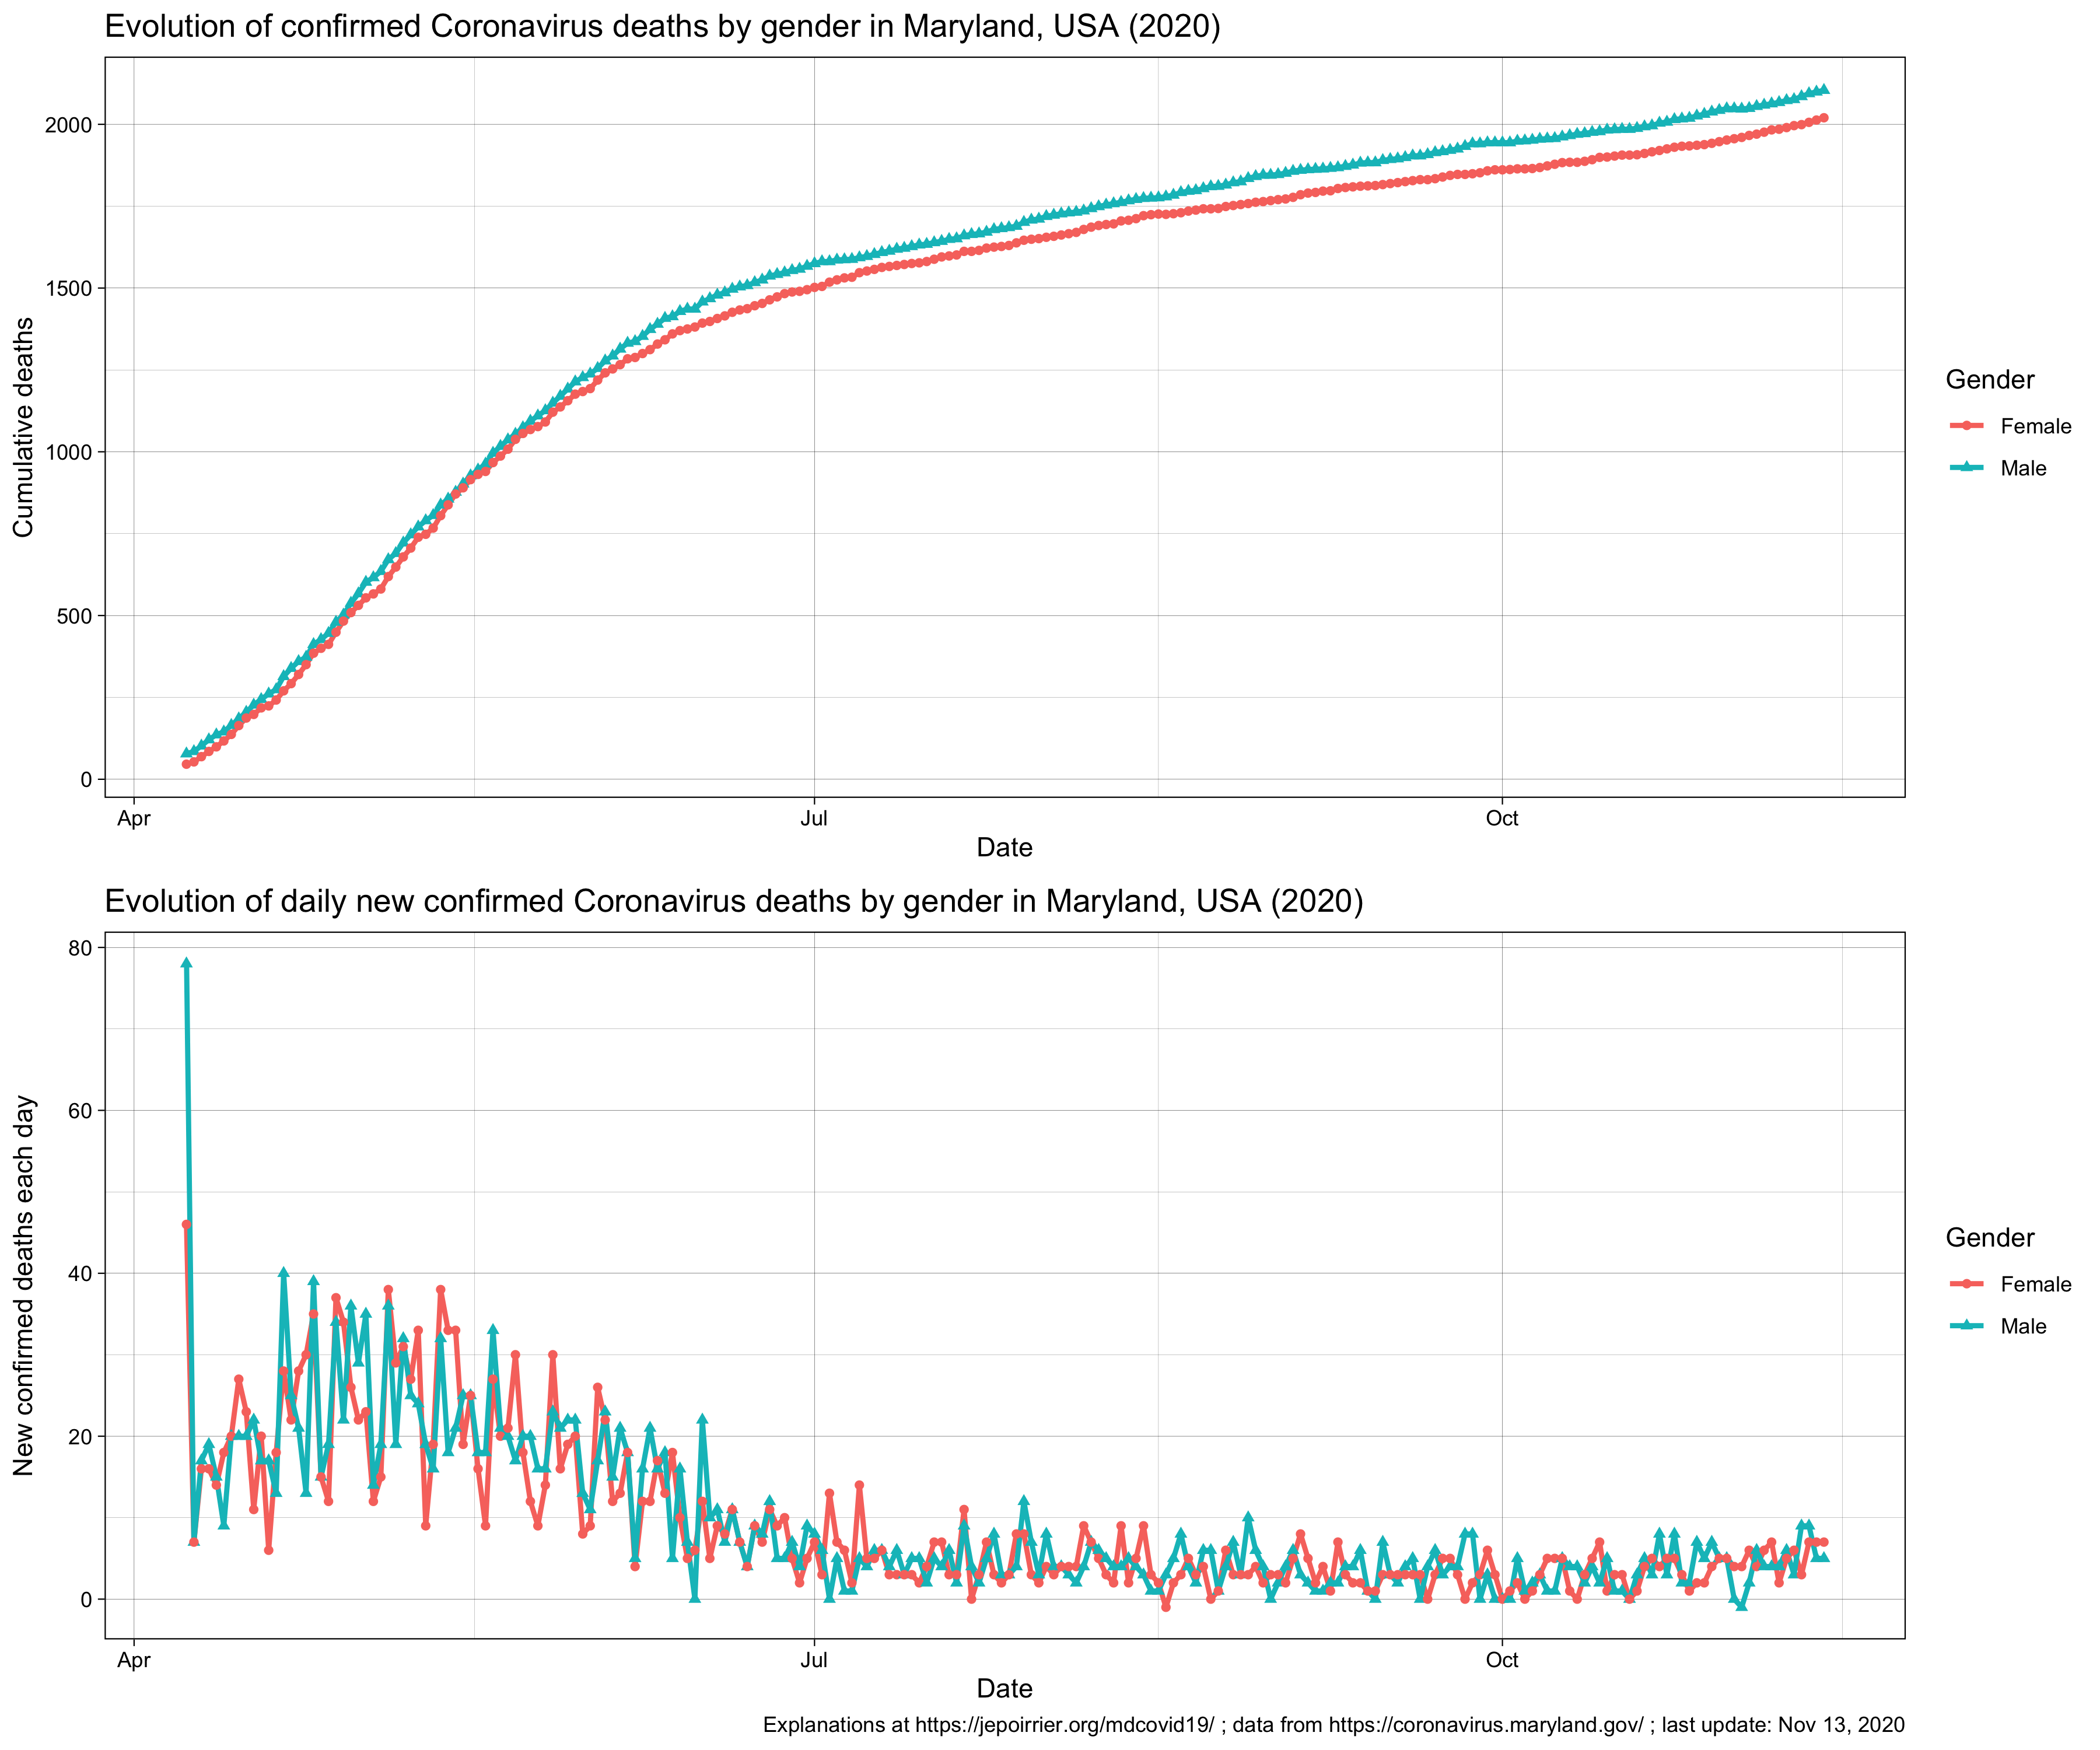 Evolution of confirmed Coronavirus deaths by gender in Maryland, USA (2020)
Cumulative deaths
2000
1500
1000
500
0
Apr
Jul
Oct
Date
Gender
Female
Male
Evolution of daily new confirmed Coronavirus deaths by gender in Maryland, USA (2020)
New confirmed deaths each day
80
60
40
20
0
Apr
Jul
Oct
Date
Gender
Female
Male
Explanations at https://jepoirrier.org/mdcovid19/ ; data from https://coronavirus.maryland.gov/ ; last update: Nov 13, 2020